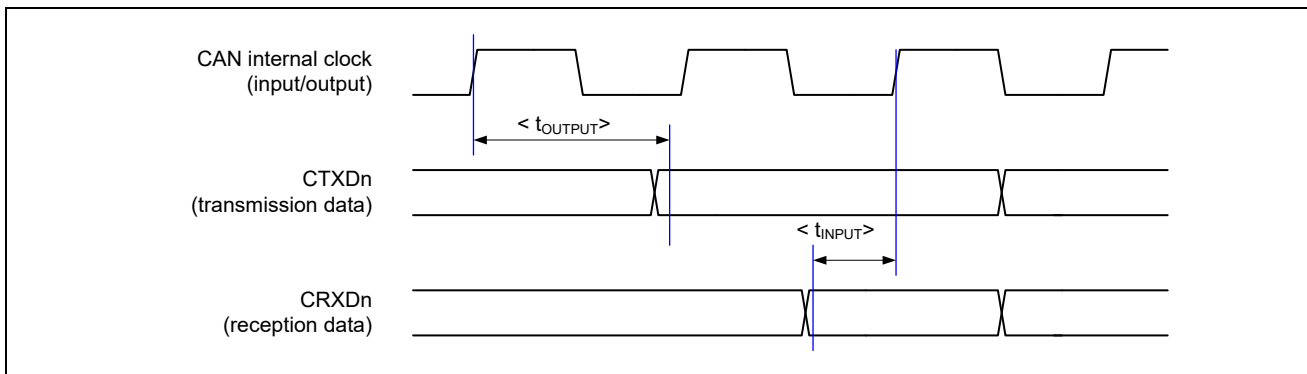 CAN internal clock
(input/output)
< tOUTPUT>
CTXDn
(transmission data)
< tINPUT>
CRXDn
(reception data)